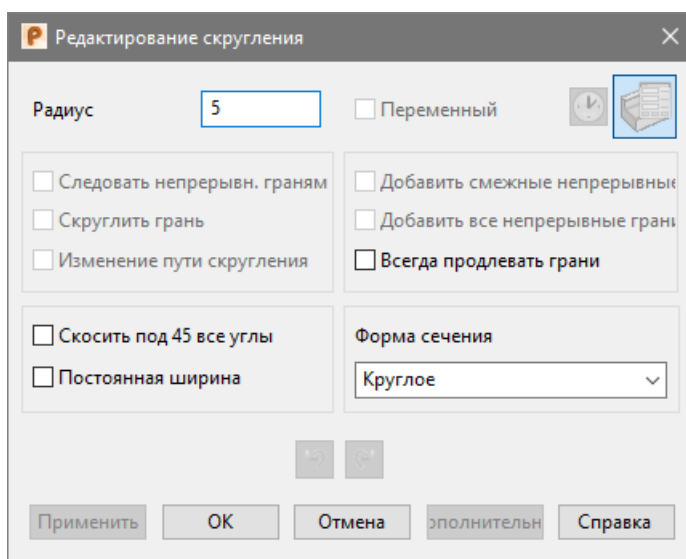 Редактирование скругления
Радиус 5 Переменный
Следовать непрерывн. граням
Скруглить грань
Изменение пути скругления
Добавить смежные непрерывные
Добавить все непрерывные грани
Всегда продлевать грани
Скосить под 45 все углы
Постоянная ширина
Форма сечения
Круглое
Применить ОК Отмена ополнительн Справка